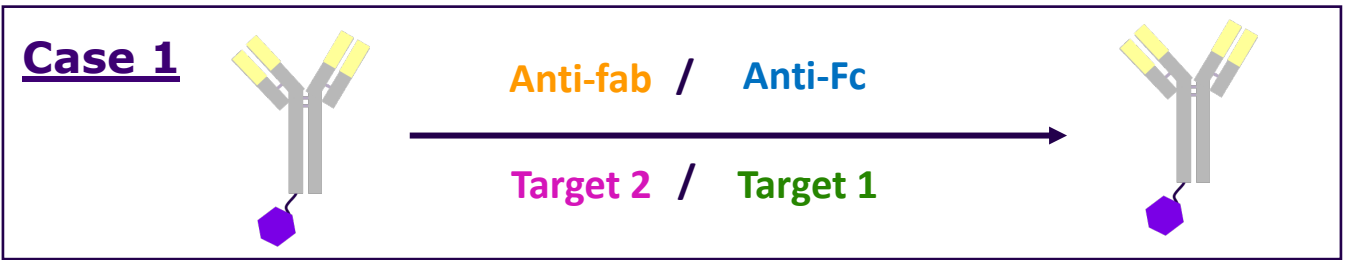 Case 1
Anti-fab / Anti-Fc
Target 2 / Target 1